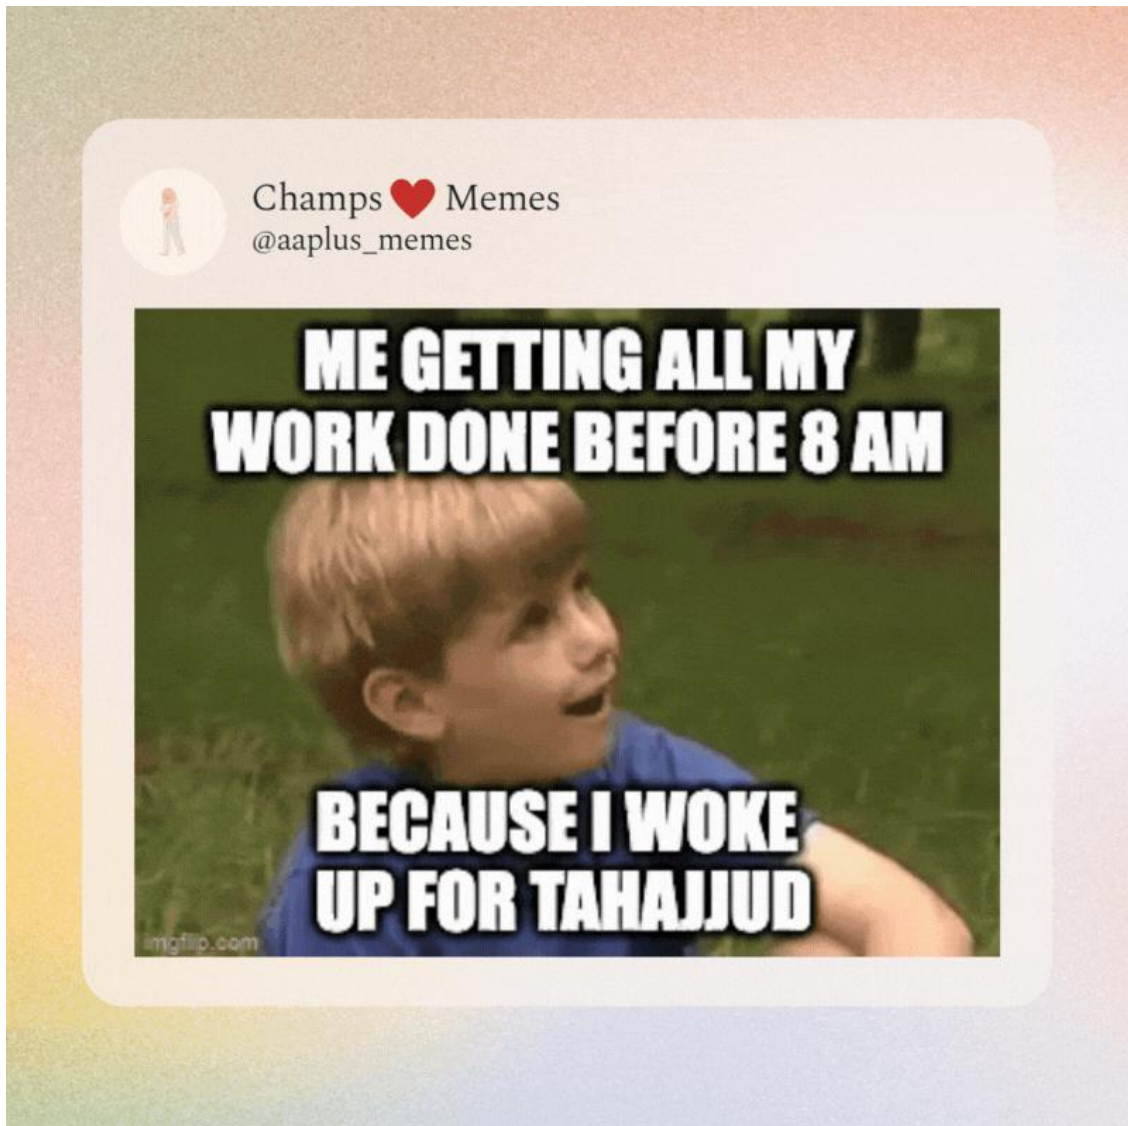 Champs ❤️ Memes
@aaplus_memes
ME GETTING ALL MY
WORK DONE BEFORE 8 AM
BECAUSE I WOKE
UP FOR TAHAJJUD
imgflip.com